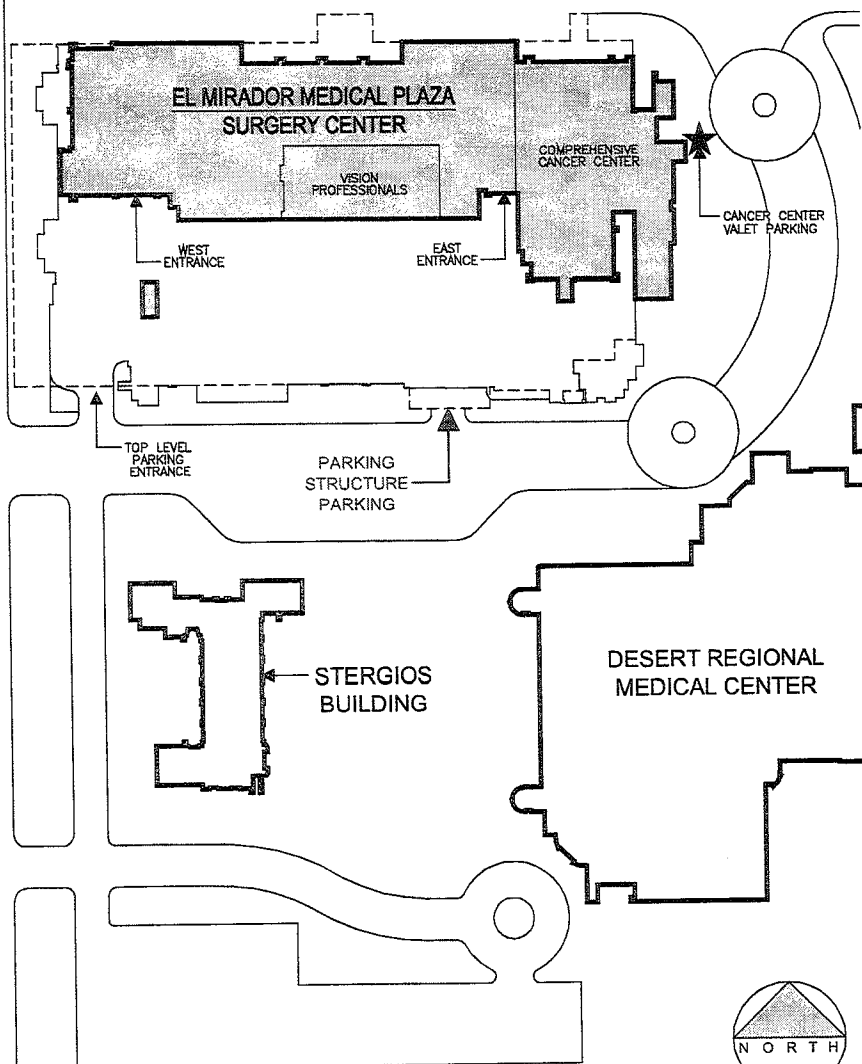 EL MIRADOR MEDICAL PLAZA
SURGERY CENTER
COMPREHENSIVE
CANCER CENTER
VISION
PROFESSIONALS
CANCER CENTER
VALET PARKING
WEST
ENTRANCE
EAST
ENTRANCE
TOP LEVEL
PARKING
ENTRANCE
PARKING
STRUCTURE
PARKING
STERGIOS
BUILDING
DESERT REGIONAL
MEDICAL CENTER
NORTH